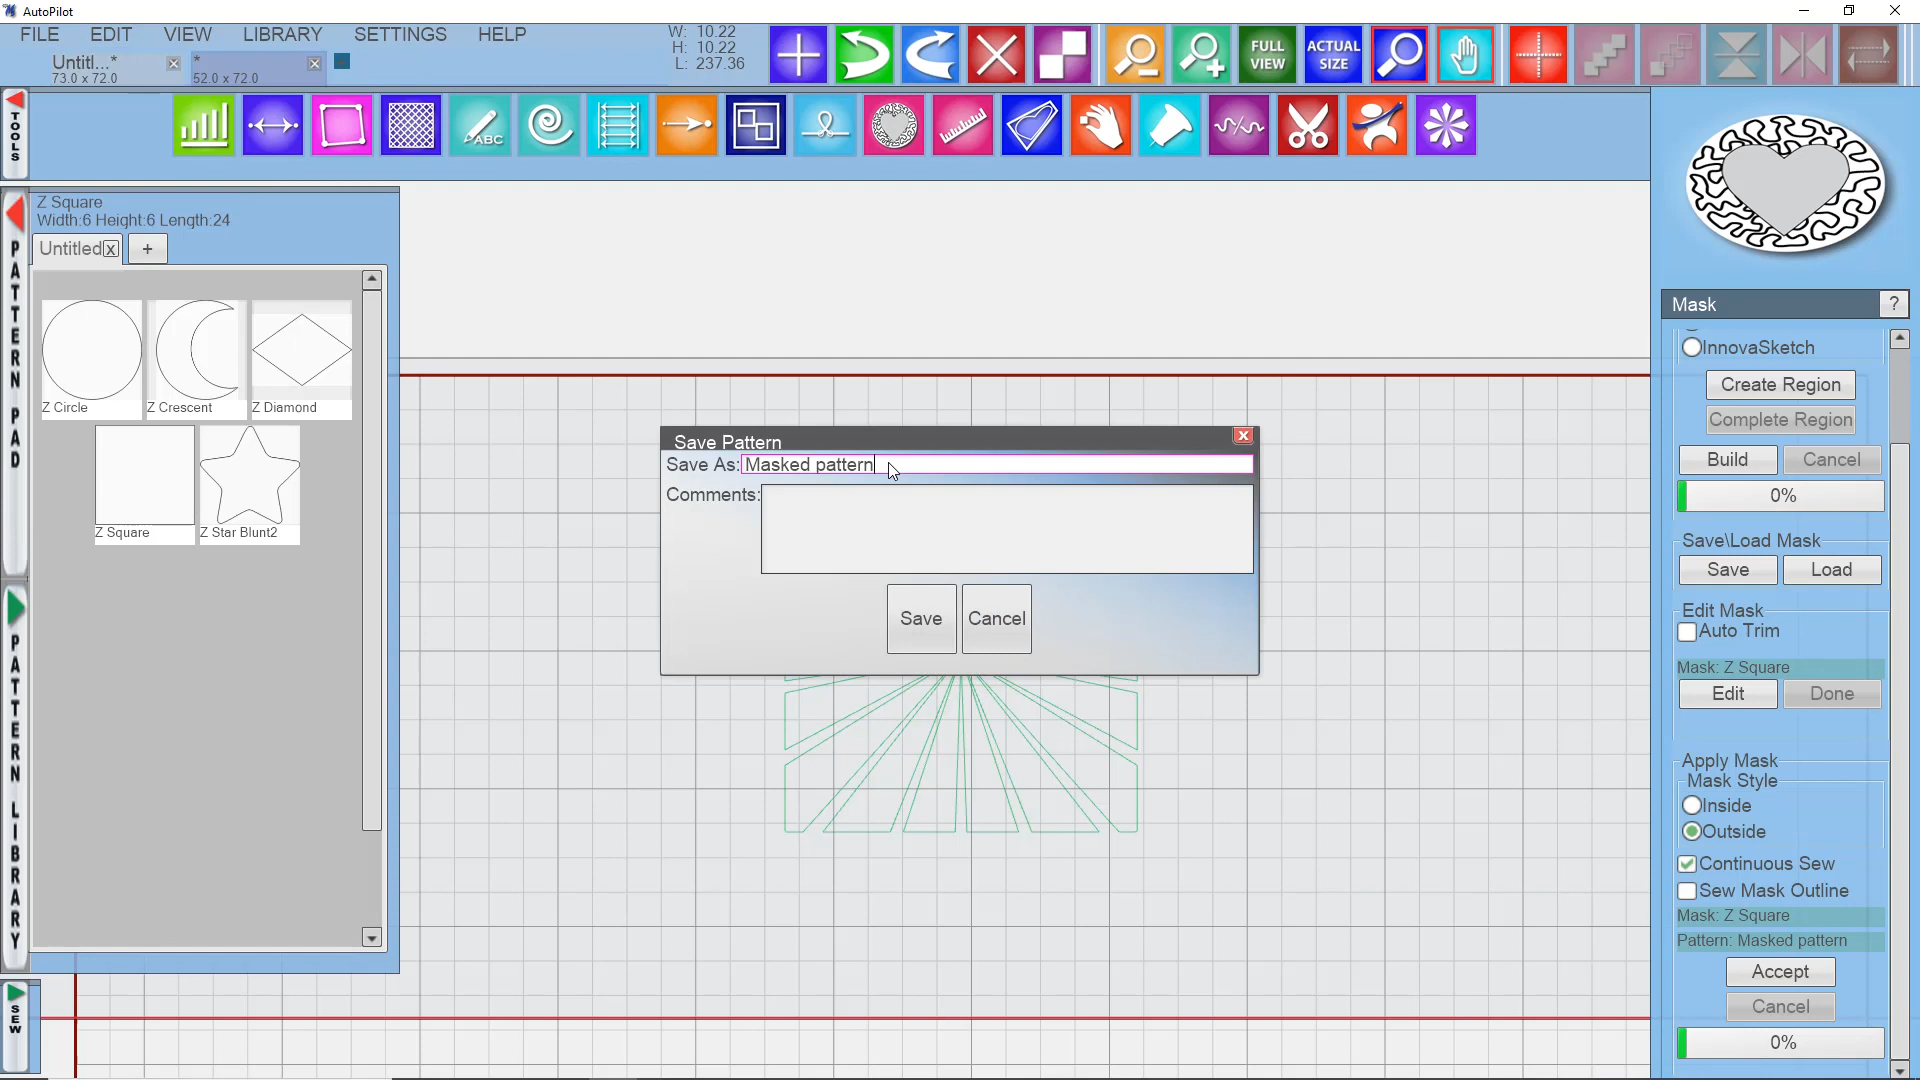 AutoPilot
FILE EDIT VIEW LIBRARY SETTINGS HELP
W: 10.22
H: 10.22
L: 237.36
Untitl...*
73.0 x 72.0
*
52.0 x 72.0
FULL VIEW
ACTUAL SIZE
TOOLS
ABC
Z Square
Width:6 Height:6 Length:24
Untitled x +
PATTERN PAD
PATTERN LIBRARY
SEW
Z Circle
Z Crescent
Z Diamond
Z Square
Z Star Blunt2
Save Pattern
Save As: Masked pattern
Comments:
Save Cancel
Mask ?
InnovaSketch
Create Region
Complete Region
Build Cancel
0%
Save\Load Mask
Save Load
Edit Mask
Auto Trim
Mask: Z Square
Edit Done
Apply Mask
Mask Style
Inside
Outside
Continuous Sew
Sew Mask Outline
Mask: Z Square
Pattern: Masked pattern
Accept
Cancel
0%